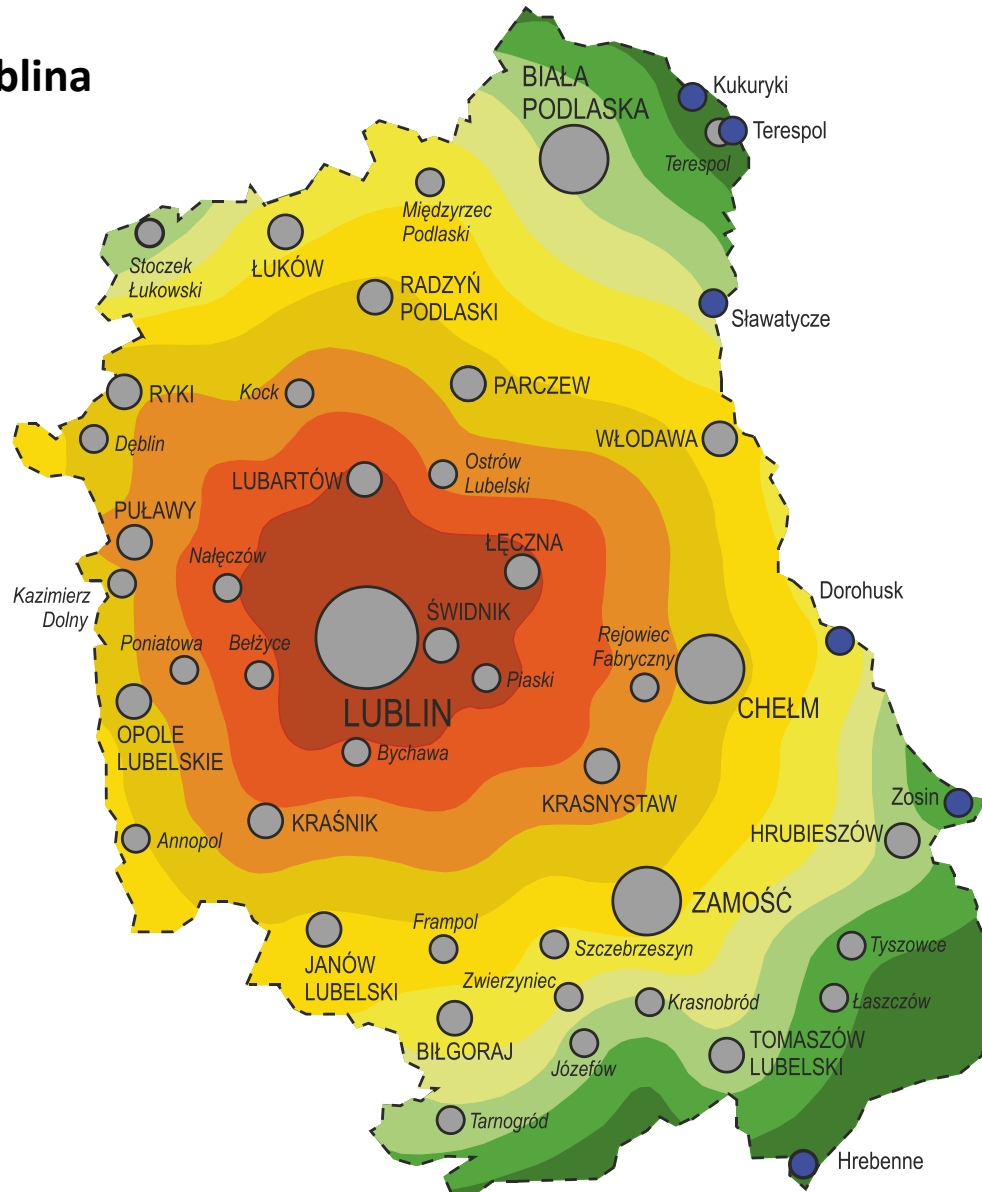 blina
BIAŁA
PODLASKA
Kukuryki
Terespol
Terespol
Międzyrzec
Podlaski
Stoczek
Łukowski
ŁUKÓW
RADZYŃ
PODLASKI
Sławatycze
RYKI
Kock
PARCZEW
Dęblin
WŁODAWA
LUBARTÓW
Ostrów
Lubelski
PUŁAWY
Nałęczów
ŁĘCZNA
Kazimierz
Dolny
Dorohusk
Poniatowa
Bełżyce
ŚWIDNIK
Rejowiec
Fabryczny
Piaski
LUBLIN
CHEŁM
OPOLE
LUBELSKIE
Bychawa
KRASNYSTAW
Zosin
KRAŚNIK
HRUBIESZÓW
Annopol
ZAMOŚĆ
Frampol
Szczebrzeszyn
Tyszowce
JANÓW
LUBELSKI
Zwierzyniec
Krasnobród
Łaszczów
BIŁGORAJ
Józefów
TOMASZÓW
LUBELSKI
Tarnogród
Hrebenne